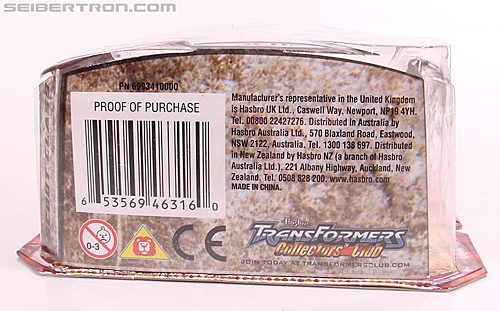 SEIBERTRON.COM
PN 6993410000
PROOF OF PURCHASE
6 53569 46316 0
Manufacturer's representative in the United Kingdom
is Hasbro UK Ltd., Caswell Way, Newport, NP19 4YH.
Tel. 00800 22427276. Distributed in Australia by
Hasbro Australia Ltd., 570 Blaxland Road, Eastwood,
NSW 2122, Australia. Tel. 1300 138 697. Distributed
in New Zealand by Hasbro NZ (a branch of Hasbro
Australia Ltd.), 221 Albany Highway, Auckland, New
Zealand. Tel. 0508 828 200. www.hasbro.com
MADE IN CHINA.
0-3
CE
Hasbro
TRANSFORMERS
Collectors Club
JOIN TODAY AT TRANSFORMERSCLUB.COM